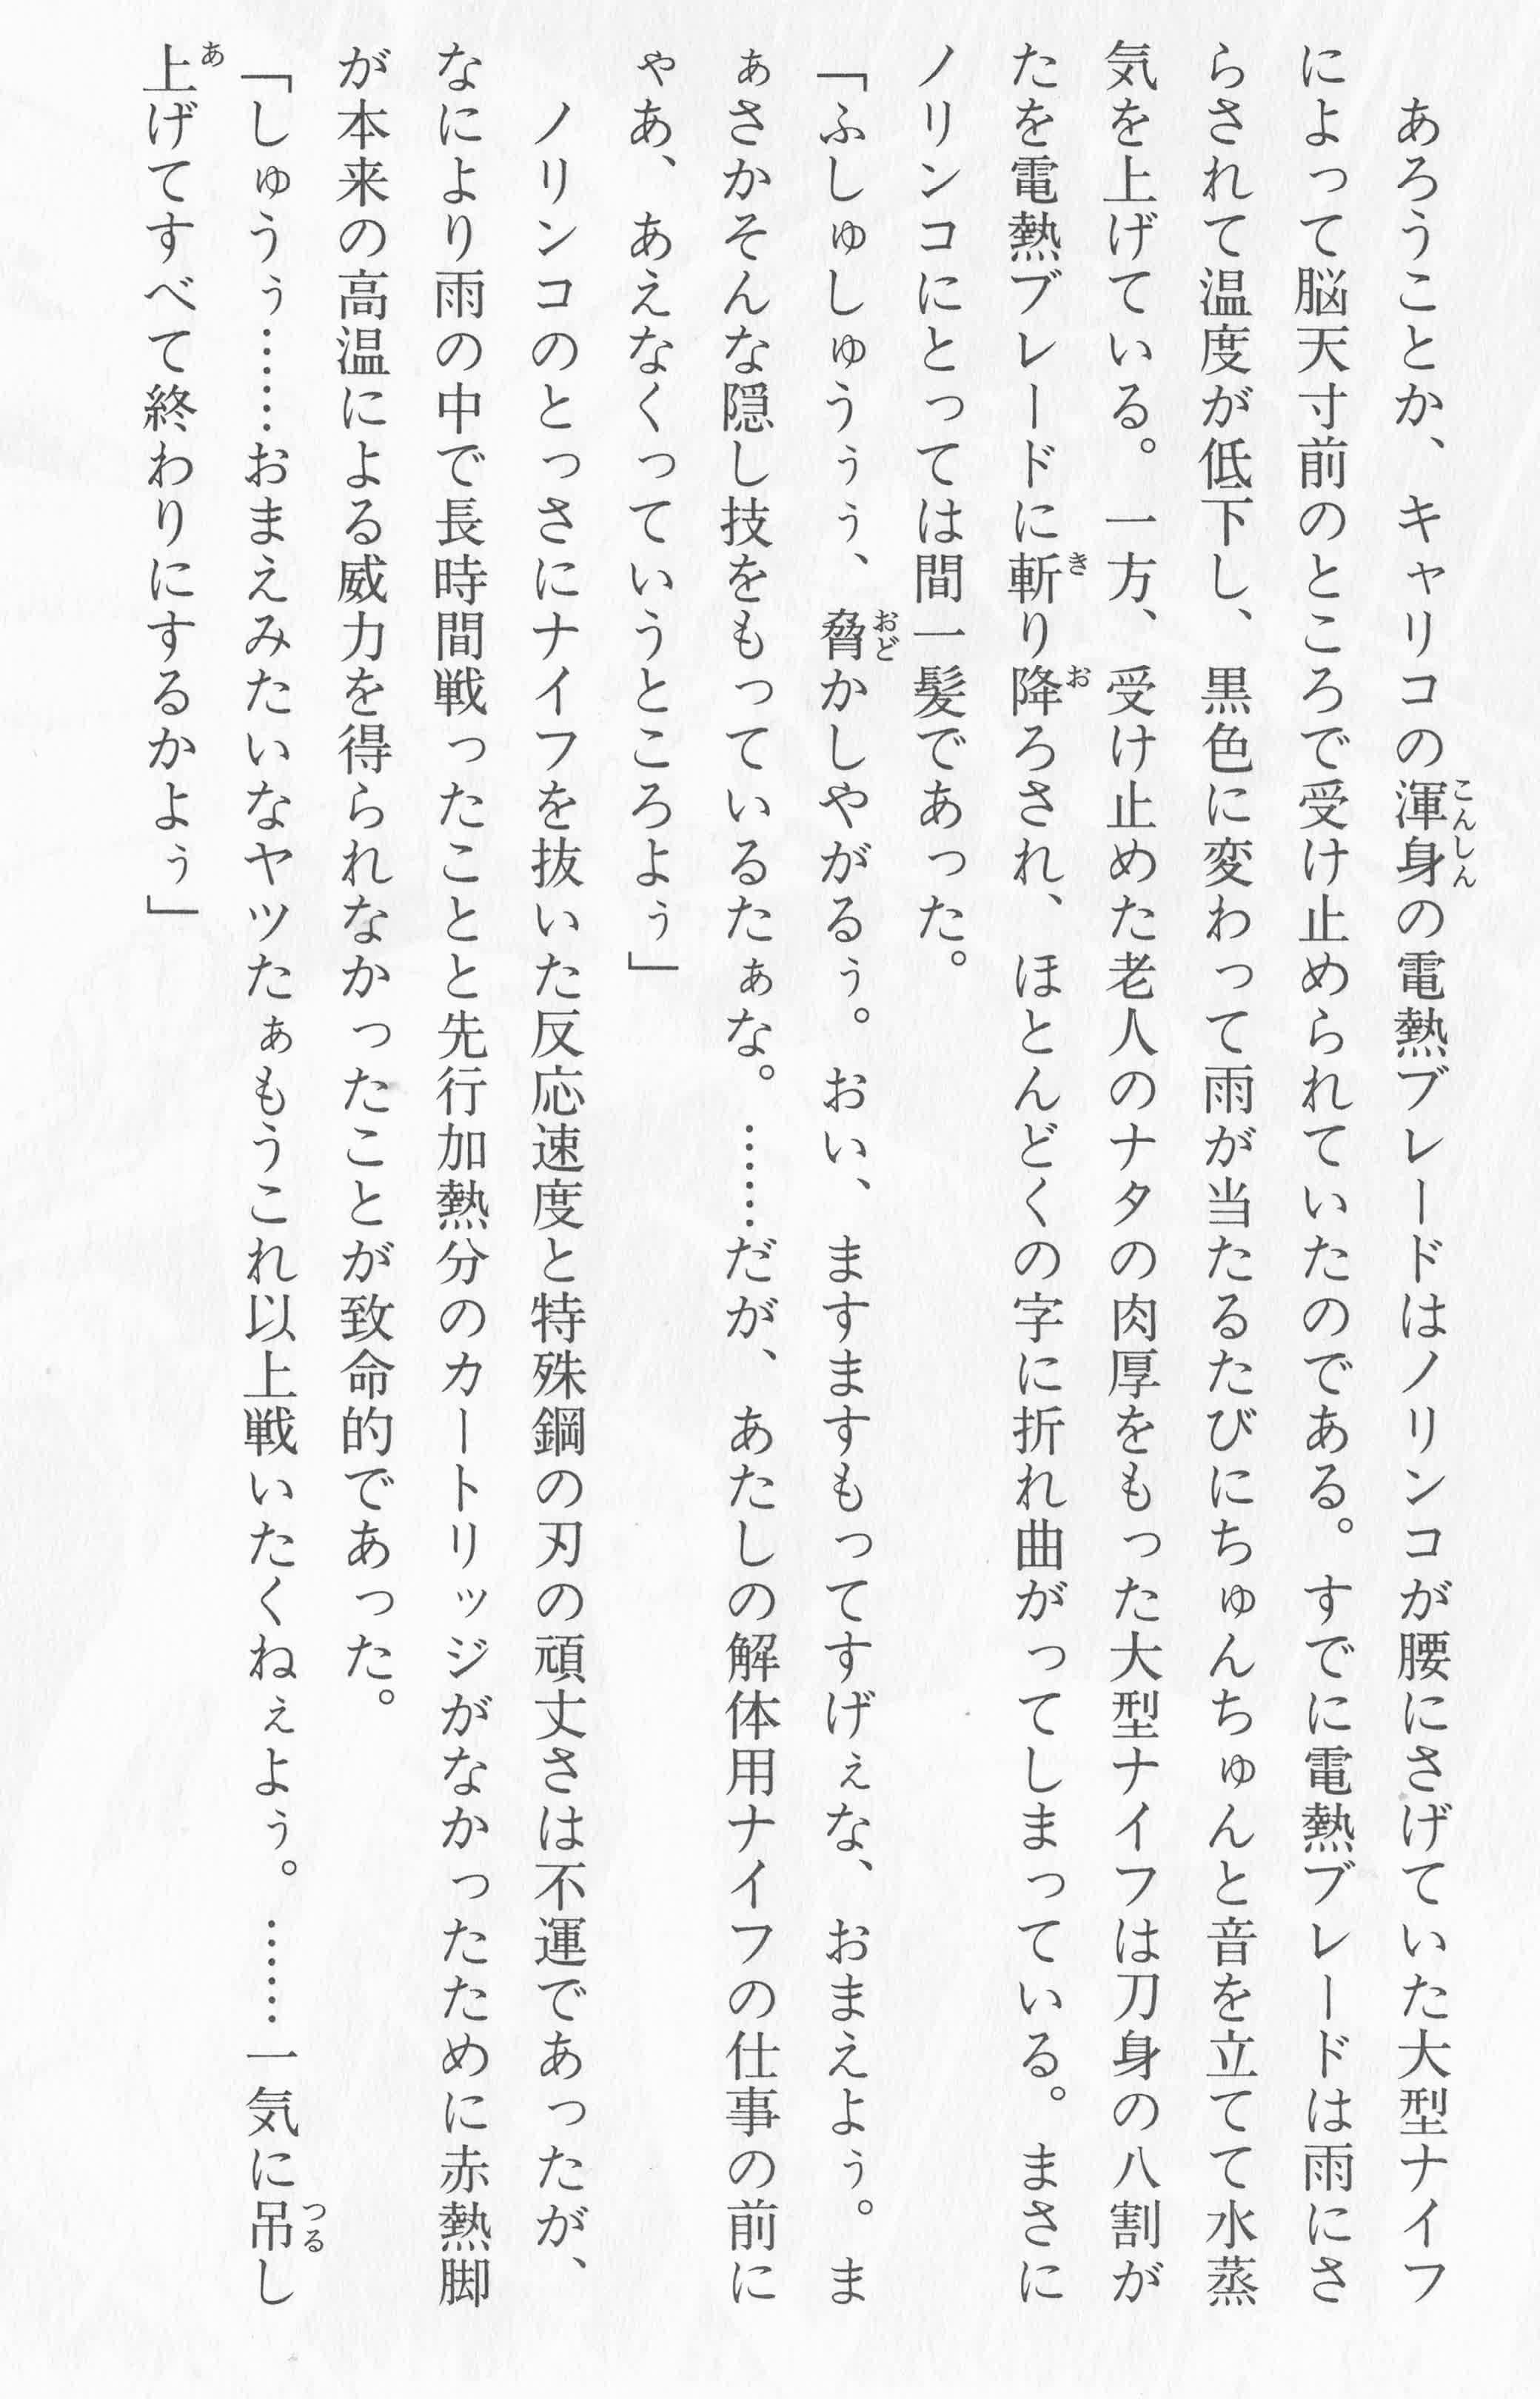 あろうことか、キャリコの渾身の電熱ブレードはノリンコが腰にさげていた大型ナイフ
によって脳天寸前のところで受け止められていたのである。すでに電熱ブレードは雨にさ
らされて温度が低下し、黒色に変わって雨が当たるたびにちゅんちゅんと音を立てて水蒸
気を上げている。一方、受け止めた老人のナタの肉厚をもった大型ナイフは刀身の八割が
たを電熱ブレードに斬り降ろされ、ほとんどくの字に折れ曲がってしまっている。まさに
ノリンコにとっては間一髪であった。
「ふしゅしゅうぅぅ、脅かしやがるぅ。おい、ますますもってすげぇな、おまえよぅ。ま
ぁさかそんな隠し技をもっているたぁな。……だが、あたしの解体用ナイフの仕事の前に
ゃあ、あえなくっていうところよぅ」
　ノリンコのとっさにナイフを抜いた反応速度と特殊鋼の刃の頑丈さは不運であったが、
なにより雨の中で長時間戦ったことと先行加熱分のカートリッジがなかったために赤熱脚
が本来の高温による威力を得られなかったことが致命的であった。
「しゅうぅ……おまえみたいなヤツたぁもうこれ以上戦いたくねぇよぅ。……一気に吊し
上げてすべて終わりにするかよぅ」